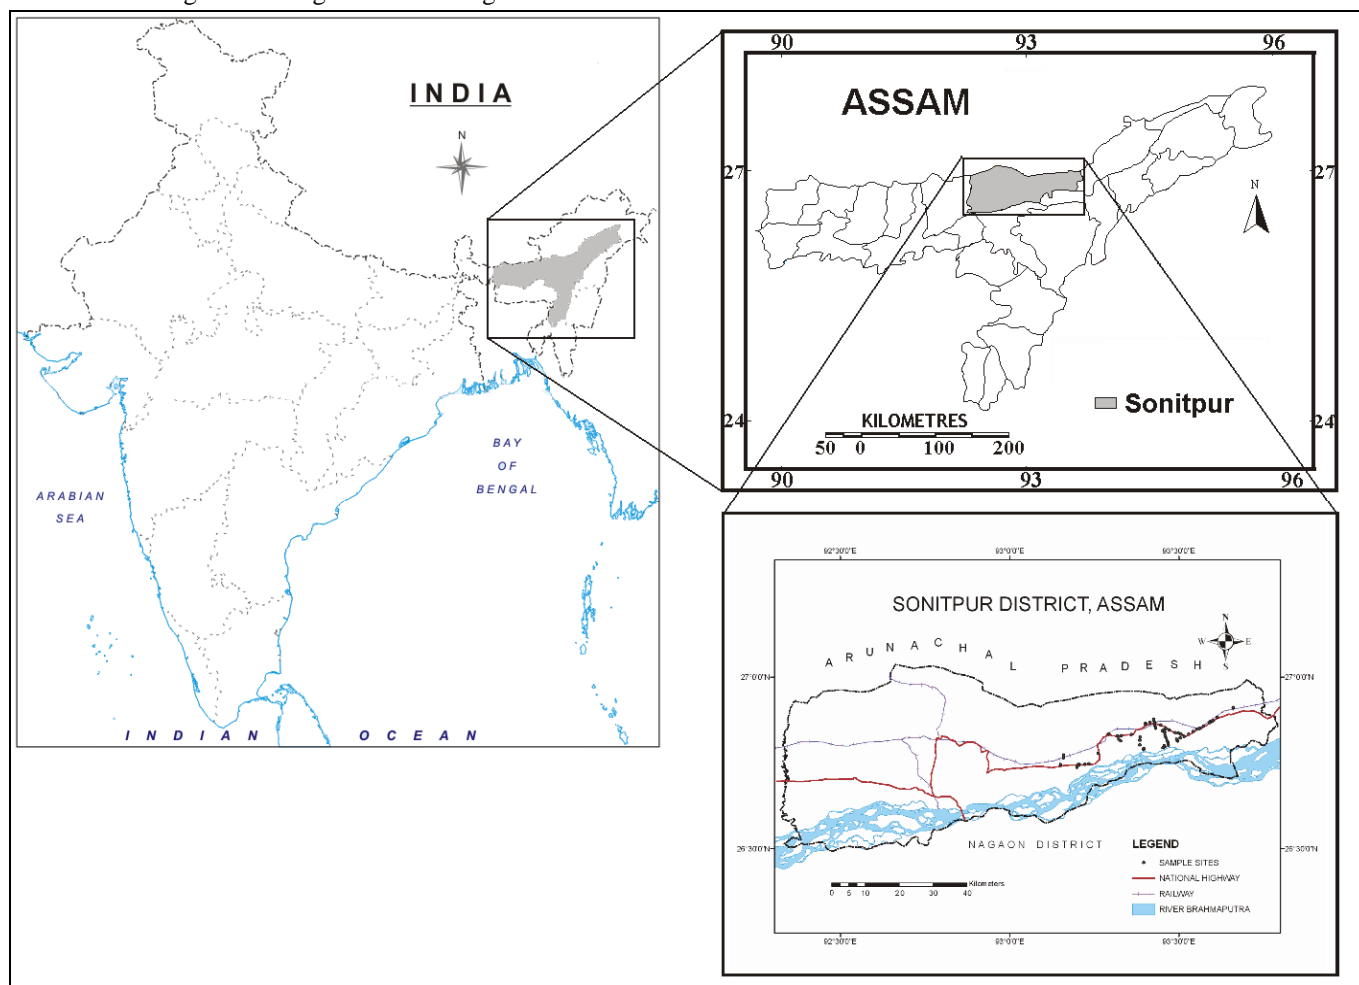 INDIA
N
BAY
OF
BENGAL
ARABIAN
SEA
INDIAN OCEAN
90 93 96
ASSAM
27 27
N
Sonitpur
KILOMETRES
50 0 100 200
24 24
90 93 96
92°30'0"E 93°0'0"E 93°30'0"E
SONITPUR DISTRICT, ASSAM
N
W E
S
ARUNACHAL PRADESH
27°0'0"N 27°0'0"N
NAGAON DISTRICT
26°30'0"N 26°30'0"N
LEGEND
SAMPLE SITES
NATIONAL HIGHWAY
RAILWAY
RIVER BRAHMAPUTRA
Kilometers
0 5 10 20 30 40
92°30'0"E 93°0'0"E 93°30'0"E